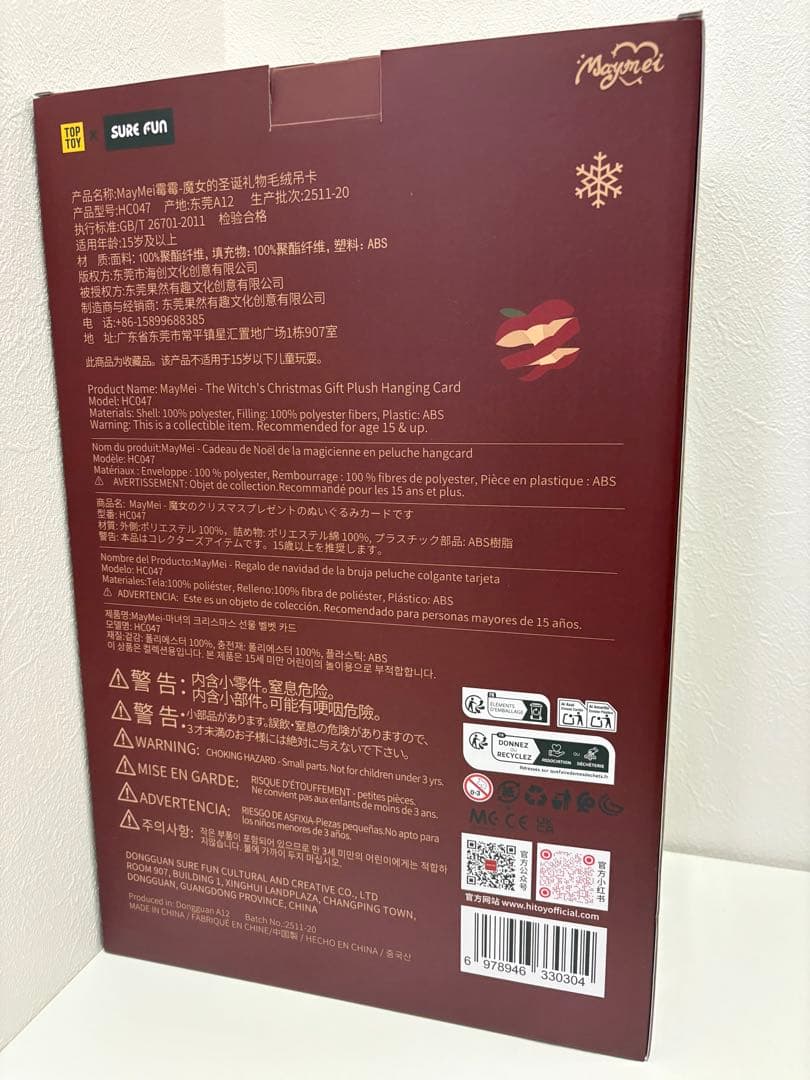 Maymei
TOP TOY × SURE FUN
产品名称:MayMei霉霉-魔女的圣诞礼物毛绒吊卡
产品型号:HC047 产地:东莞A12 生产批次:2511-20
执行标准:GB/T 26701-2011 检验合格
适用年龄:15岁及以上
材 质:面料: 100%聚酯纤维, 填充物: 100%聚酯纤维, 塑料: ABS
版权方:东莞市海创文化创意有限公司
被授权方:东莞果然有趣文化创意有限公司
制造商与经销商: 东莞果然有趣文化创意有限公司
电 话:+86-15899688385
地 址:广东省东莞市常平镇星汇置地广场1栋907室
此商品为收藏品。该产品不适用于15岁以下儿童玩耍。
Product Name: MayMei - The Witch's Christmas Gift Plush Hanging Card
Model: HC047
Materials: Shell: 100% polyester, Filling: 100% polyester fibers, Plastic: ABS
Warning: This is a collectible item. Recommended for age 15 & up.
Nom du produit:MayMei - Cadeau de Noël de la magicienne en peluche hangcard
Modèle: HC047
Matériaux : Enveloppe : 100 % polyester, Rembourrage : 100 % fibres de polyester, Pièce en plastique : ABS
⚠ AVERTISSEMENT: Objet de collection.Recommandé pour les 15 ans et plus.
商品名: MayMei - 魔女のクリスマスプレゼントのぬいぐるみカードです
型番: HC047
材質: 外側:ポリエステル 100%, 詰め物: ポリエステル綿 100%, プラスチック部品: ABS樹脂
警告: 本品はコレクターズアイテムです。15歳以上を推奨します。
Nombre del Producto:MayMei - Regalo de navidad de la bruja peluche colgante tarjeta
Modelo: HC047
Materiales:Tela:100% poliéster, Relleno:100% fibra de poliéster, Plástico: ABS
⚠ ADVERTENCIA: Este es un objeto de colección. Recomendado para personas mayores de 15 años.
제품명:MayMei-마녀의 크리스마스 선물 벨벳 카드
모델명: HC047
재질:겉감: 폴리에스터 100%, 충전재: 폴리에스터 100%, 플라스틱: ABS
이 상품은 컬렉션용입니다. 본 제품은 15세 미만 어린이의 놀이용으로 부적합합니다.
⚠警 告: 内含小零件。窒息危险。
内含小部件。可能有哽咽危險。
⚠警 告: 小部品があります。誤飲・窒息の危険がありますので、
3才未満のお子様には絶対に与えないで下さい。
⚠WARNING: CHOKING HAZARD - Small parts. Not for children under 3 yrs.
⚠MISE EN GARDE: RISQUE D'ÉTOUFFEMENT - petites pièces.
Ne convient pas aux enfants de moins de 3 ans.
⚠ADVERTENCIA: RIESGO DE ASFIXIA-Piezas pequeñas.No apto para
los niños menores de 3 años.
⚠주의사항: 작은 부품이 포함되어 있으므로 만 3세 미만의 어린이에게는 적합하
지않습니다. 불에 가까이 두지 마십시오.
DONGGUAN SURE FUN CULTURAL AND CREATIVE CO., LTD
ROOM 907, BUILDING 1, XINGHUI LANDPLAZA, CHANGPING TOWN,
DONGGUAN, GUANGDONG PROVINCE, CHINA
Produced in: Dongguan A12 Batch No.:2511-20
MADE IN CHINA / FABRIQUÉ EN CHINE/中国製 / HECHO EN CHINA / 중국산
FR
ÉLÉMENTS
D'EMBALLAGE
FR
DONNEZ
OU
RECYCLEZ
ASSOCIATION OU DÉCHÈTERIE
Adresses sur quefairedemesdechets.fr
0-3
CE UK CA
官方公众号
官方小红书
官方网站 www.hitoyofficial.com
6 978946 330304